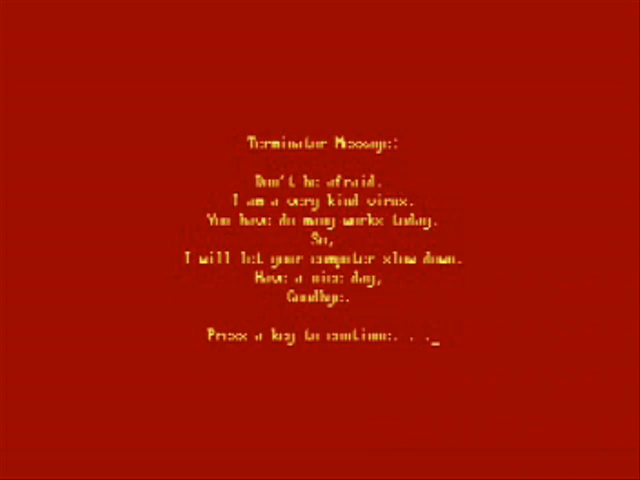 Terminator Message:
Don't be afraid.
I am a very kind virus.
You have do many works today.
So,
I will let your computer slow down.
Have a nice day,
Goodbye.
Press a key to continue. . ._